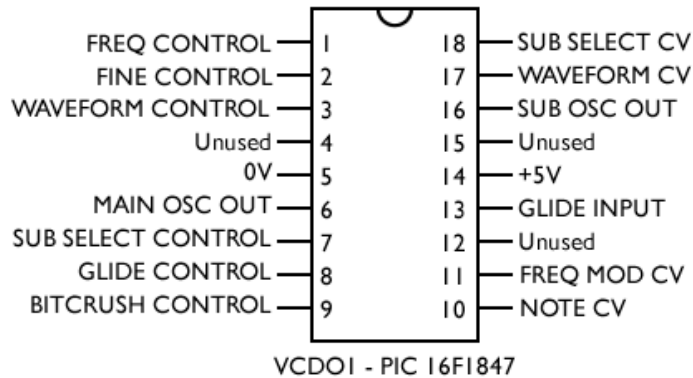 FREQ CONTROL 1 18 SUB SELECT CV
FINE CONTROL 2 17 WAVEFORM CV
WAVEFORM CONTROL 3 16 SUB OSC OUT
Unused 4 15 Unused
0V 5 14 +5V
MAIN OSC OUT 6 13 GLIDE INPUT
SUB SELECT CONTROL 7 12 Unused
GLIDE CONTROL 8 11 FREQ MOD CV
BITCRUSH CONTROL 9 10 NOTE CV
VCDO1 - PIC 16F1847